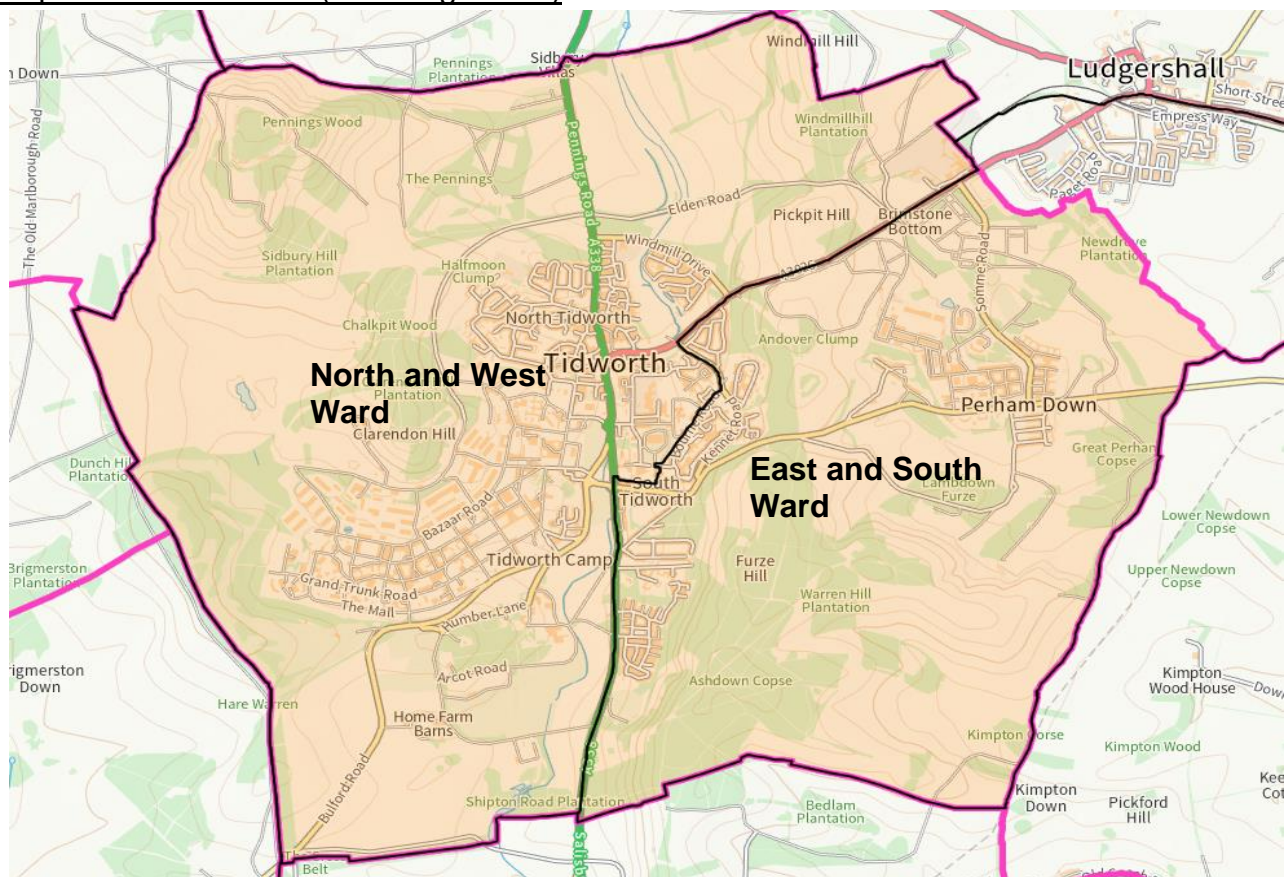 Windmill Hill
Pennings
Plantation
Sidbury
Villas
Ludgershall
Short Street
Empress Way
Down
The Old Marlborough Road
Pennings Wood
Windmillhill
Plantation
Pennings Road A338
The Pennings
Paget Road
Elden Road
Pickpit Hill
Brimstone
Bottom
Windmill Drive
Newdrove
Plantation
Sidbury Hill
Plantation
Halfmoon
Clump
Somme Road
North Tidworth
Chalkpit Wood
Andover Clump
Tidworth
North and West
Ward
Plantation
Perham Down
Clarendon Hill
Kennet Road
Great Perham
Copse
East and South
Ward
Dunch Hill
Plantation
South
Tidworth
Lambdown
Furze
Lower Newdown
Copse
Bazaar Road
Tidworth Camp
Furze
Hill
Upper Newdown
Copse
Brigmerston
Plantation
Grand Trunk Road
The Mall
Humber Lane
Warren Hill
Plantation
Brigmerston
Down
Arcot Road
Ashdown Copse
Kimpton
Wood House
Hare Warren
Home Farm
Barns
Kimpton Gorse
Kimpton Wood
Bulford Road
Shipton Road Plantation
Bedlam
Plantation
Kimpton
Down
Pickford
Hill
Belt